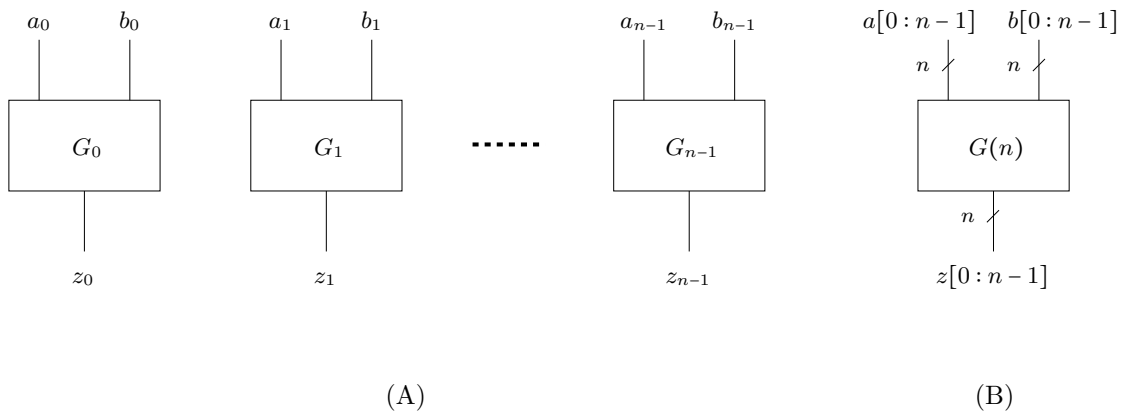 a₀ b₀ a₁ b₁ aₙ₋₁ bₙ₋₁ a[0 : n − 1] b[0 : n − 1]
n n
G₀ G₁ Gₙ₋₁ G(n)
n
z₀ z₁ zₙ₋₁ z[0 : n − 1]
(A) (B)